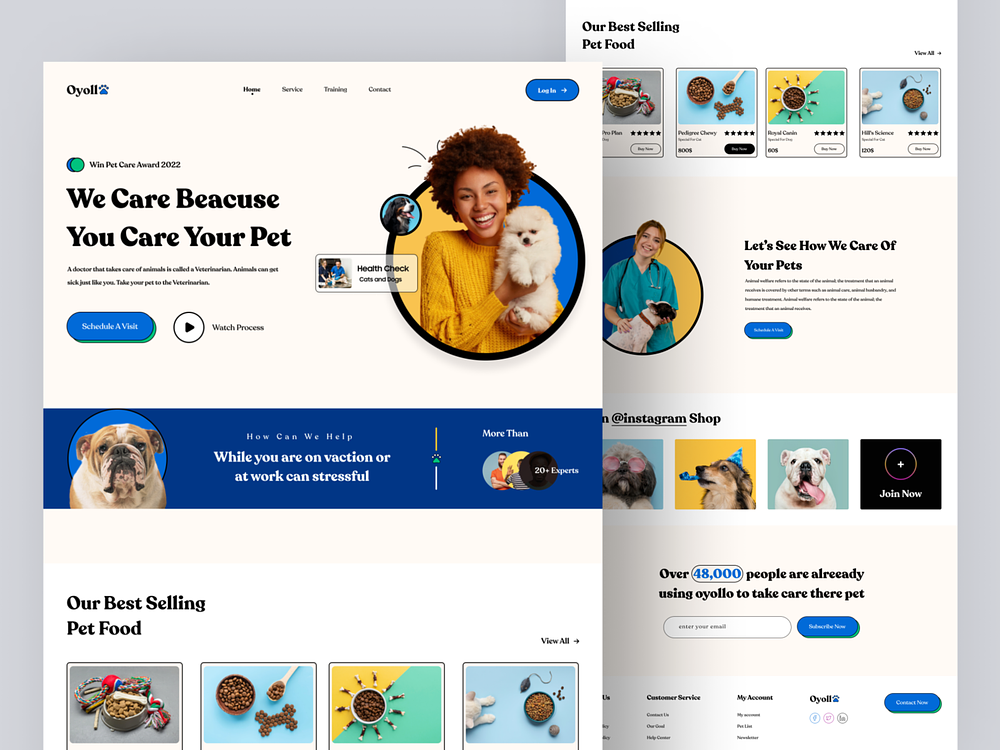 Oyoll
Home
Service
Training
Contact
Log In
Win Pet Care Award 2022
We Care Beacuse
You Care Your Pet
A doctor that takes care of animals is called a Veterinarian. Animals can get
sick just like you. Take your pet to the Veterinarian.
Schedule A Visit
Watch Process
Health Check
Cats and Dogs
How Can We Help
While you are on vaction or
at work can stressful
More Than
20+ Experts
Our Best Selling
Pet Food
View All
Our Best Selling
Pet Food
View All
Pro Plan
Buy Now
Pedigree Chewy
Special For Cat
800$
Buy Now
Royal Canin
Special For Dog
60$
Buy Now
Hill's Science
Special For Cat
120$
Buy Now
Let's See How We Care Of
Your Pets
Animal welfare refers to the state of the animal; the treatment that an animal
receives is covered by other terms such as animal care, animal husbandry, and
humane treatment. Animal welfare refers to the state of the animal; the
treatment that an animal receives.
Schedule A Visit
@instagram Shop
Join Now
Over 48,000 people are alreeady
using oyollo to take care there pet
enter your email
Subscribe Now
Us
Customer Service
Contact Us
Our Goal
Help Center
My Account
My account
Pet List
Newsletter
Oyoll
Contact Now